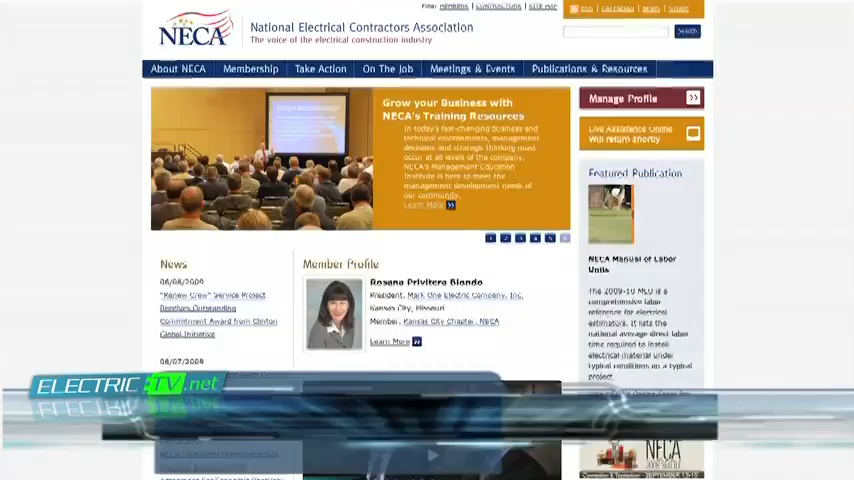 MEMBERS | CONTRACTORS | SITE MAP
RSS | CALENDAR | NEWS | STORE
NECA
National Electrical Contractors Association
The voice of the electrical construction industry
Search
About NECA
Membership
Take Action
On The Job
Meetings & Events
Publications & Resources
Grow your Business with
NECA's Training Resources
In today's fast-changing business and
technical environments, management
decisions and strategic thinking must
occur at all levels of the company.
NECA's Management Education
Institute is here to meet the
management development needs of
our community.
Learn More
1 2 3 4 5 6
Manage Profile
Live Assistance Online
Will return shortly
Featured Publication
NECA Manual of Labor
Units
The 2009-10 MLU is a
comprehensive labor
reference for electrical
estimators. It lists the
national average direct labor
time required to install
electrical material under
typical conditions on a typical
project.
News
06/08/2009
"Renew Crew" Service Project
Receives Outstanding
Commitment Award from Clinton
Global Initiative
06/07/2009
Member Profile
Rosana Privitera Biondo
President, Mark One Electric Company, Inc.
Kansas City, Missouri
Member, Kansas City Chapter, NECA
Learn More
ELECTRIC TV.net
NECA